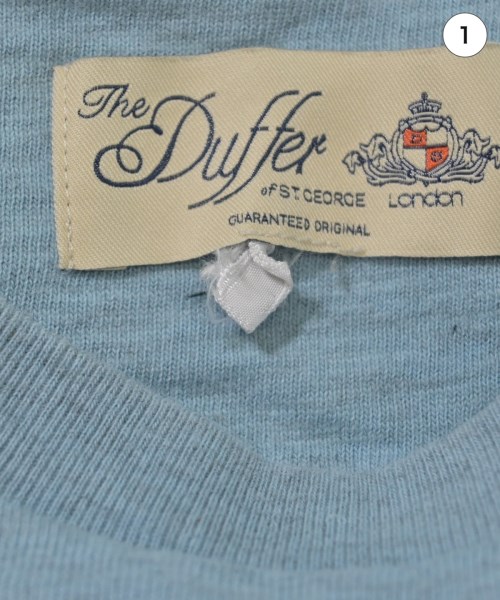 1
The Duffer
of ST. GEORGE London
GUARANTEED ORIGINAL